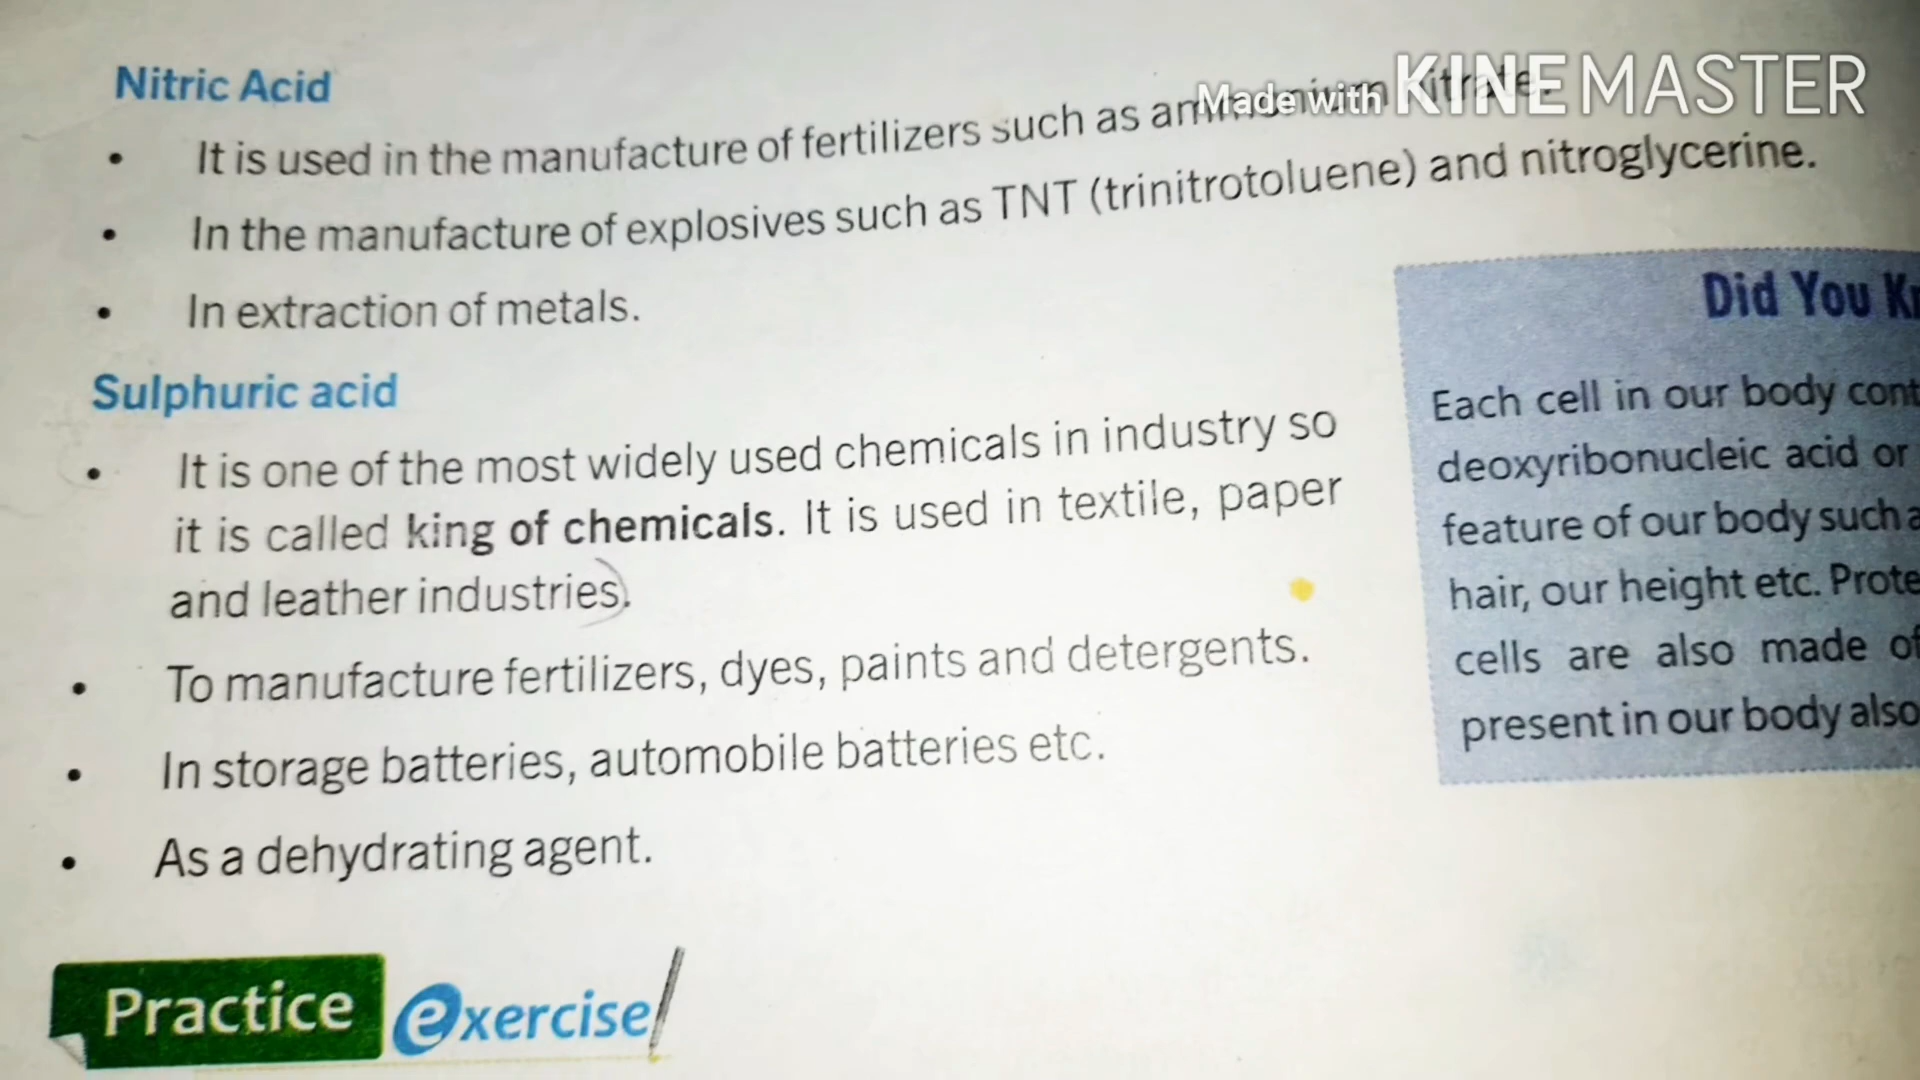 Made with KINEMASTER
Nitric Acid
• It is used in the manufacture of fertilizers such as ammonium nitrate.
• In the manufacture of explosives such as TNT (trinitrotoluene) and nitroglycerine.
• In extraction of metals.
Sulphuric acid
• It is one of the most widely used chemicals in industry so
it is called king of chemicals. It is used in textile, paper
and leather industries.
• To manufacture fertilizers, dyes, paints and detergents.
• In storage batteries, automobile batteries etc.
• As a dehydrating agent.
Did You
Each cell in our body
deoxyribonucleic acid or
feature of our body such
hair, our height etc.
cells are also made
present in our body also
Practice exercise